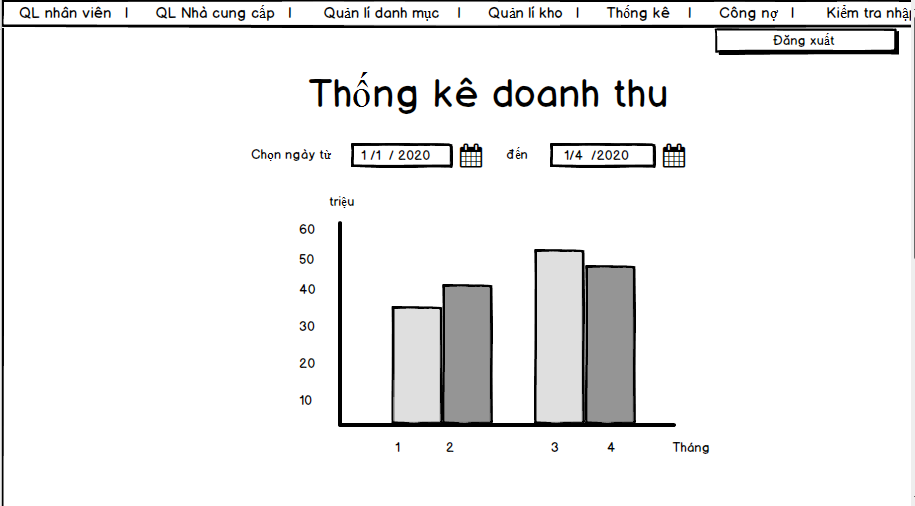 QL nhân viên I QL Nhà cung cấp I Quản lí danh mục I Quản lí kho I Thống kê I Công nợ I Kiểm tra nhập
Đăng xuất
Thống kê doanh thu
Chọn ngày từ 1 /1 / 2020 đến 1/4 /2020
triệu
60
50
40
30
20
10
1 2 3 4 Tháng